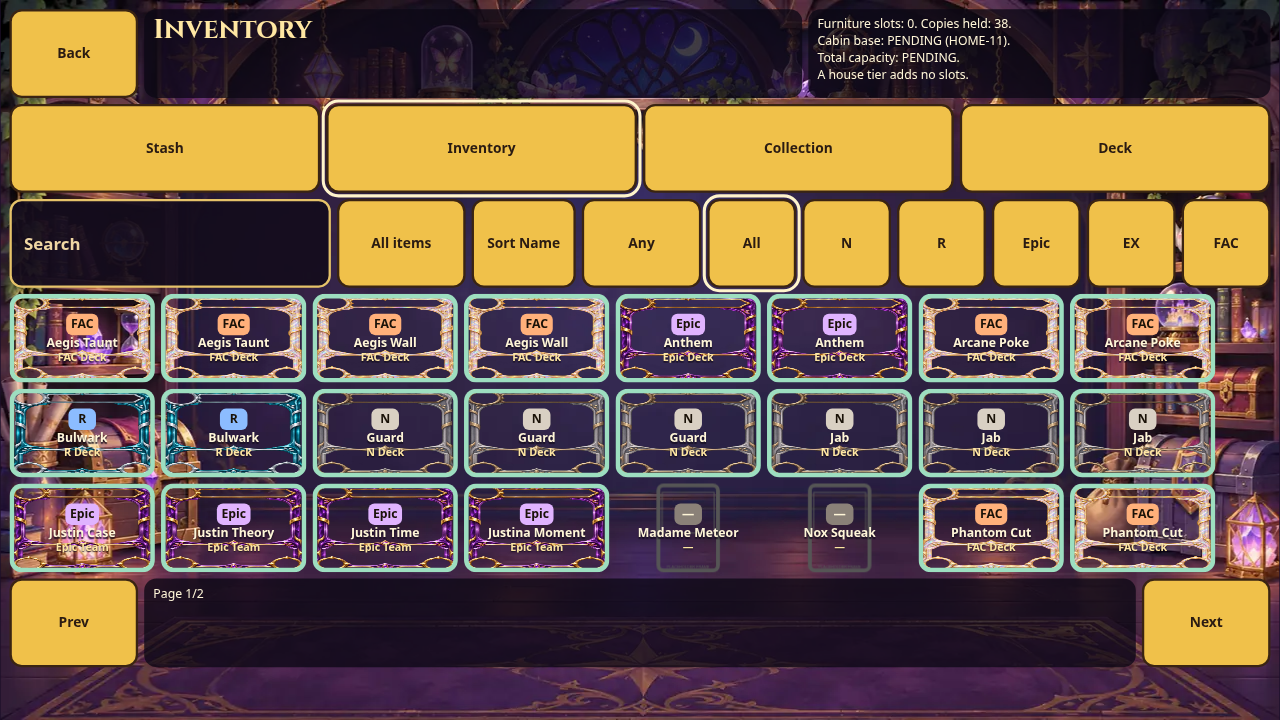 Back
INVENTORY
Furniture slots: 0. Copies held: 38.
Cabin base: PENDING (HOME-11).
Total capacity: PENDING.
A house tier adds no slots.
Stash
Inventory
Collection
Deck
Search
All items
Sort Name
Any
All
N
R
Epic
EX
FAC
FAC
Aegis Taunt
FAC Deck
FAC
Aegis Taunt
FAC Deck
FAC
Aegis Wall
FAC Deck
FAC
Aegis Wall
FAC Deck
Epic
Anthem
Epic Deck
Epic
Anthem
Epic Deck
FAC
Arcane Poke
FAC Deck
FAC
Arcane Poke
FAC Deck
R
Bulwark
R Deck
R
Bulwark
R Deck
N
Guard
N Deck
N
Guard
N Deck
N
Guard
N Deck
N
Jab
N Deck
N
Jab
N Deck
N
Jab
N Deck
Epic
Justin Case
Epic Team
Epic
Justin Theory
Epic Team
Epic
Justin Time
Epic Team
Epic
Justina Moment
Epic Team
—
Madame Meteor
—
—
Nox Squeak
—
FAC
Phantom Cut
FAC Deck
FAC
Phantom Cut
FAC Deck
Prev
Page 1/2
Next